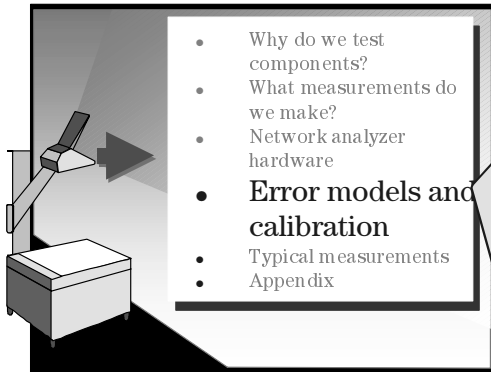 • Why do we test
components?
• What measurements do
we make?
• Network analyzer
hardware
• Error models and
calibration
• Typical measurements
• Appendix